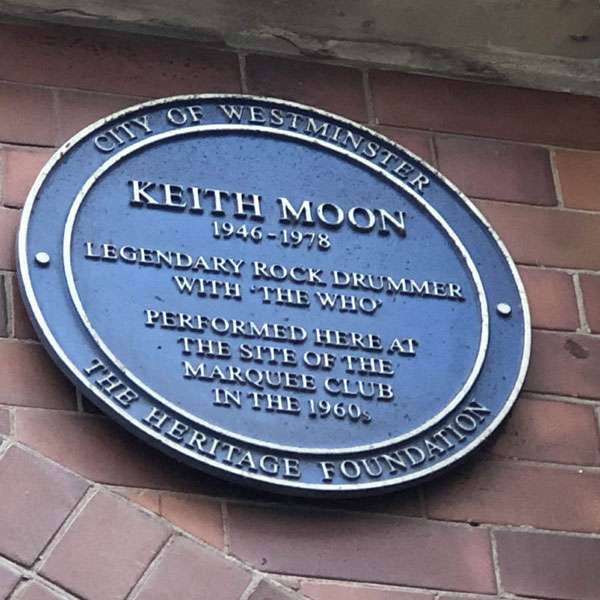 CITY OF WESTMINSTER
KEITH MOON
1946-1978
LEGENDARY ROCK DRUMMER
WITH 'THE WHO'
PERFORMED HERE AT
THE SITE OF THE
MARQUEE CLUB
IN THE 1960s
THE HERITAGE FOUNDATION